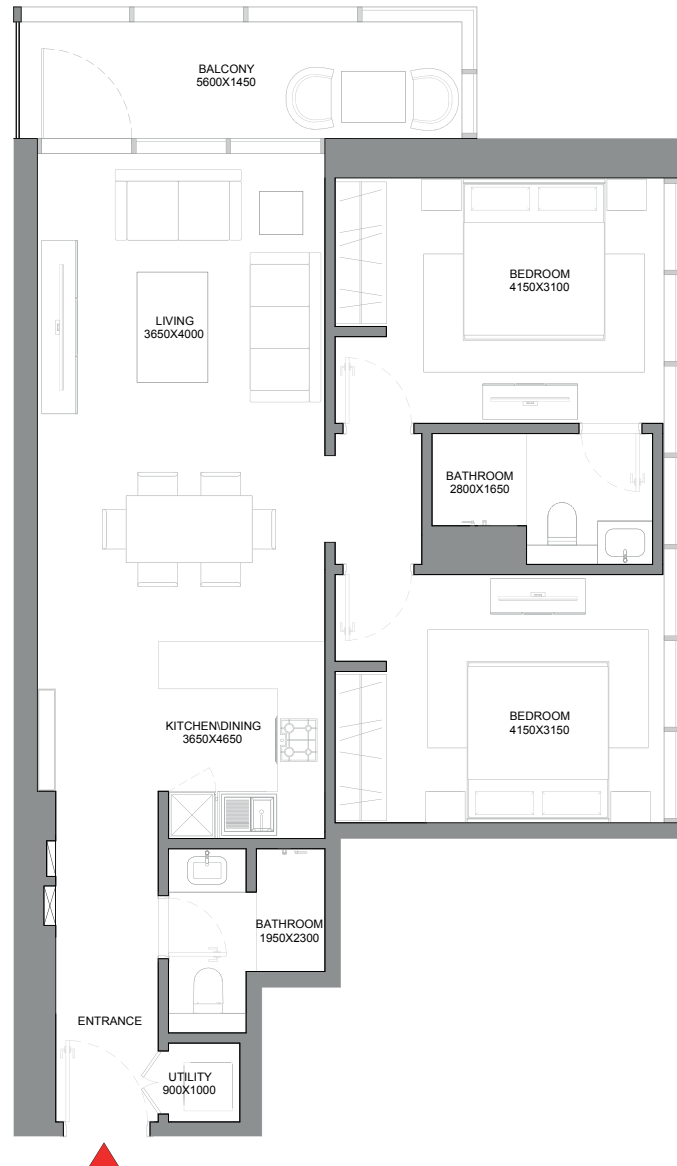 BALCONY
5600X1450
BEDROOM
4150X3100
LIVING
3650X4000
BATHROOM
2800X1650
BEDROOM
4150X3150
KITCHEN\DINING
3650X4650
BATHROOM
1950X2300
ENTRANCE
UTILITY
900X1000